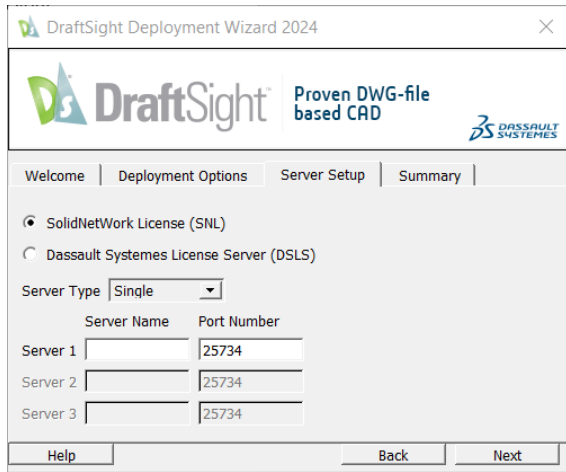 DraftSight Deployment Wizard 2024
DS DraftSight
Proven DWG-file
based CAD
DASSAULT
SYSTEMES
Welcome Deployment Options Server Setup Summary
SolidNetWork License (SNL)
Dassault Systemes License Server (DSLS)
Server Type Single
Server Name Port Number
Server 1 25734
Server 2 25734
Server 3 25734
Help Back Next